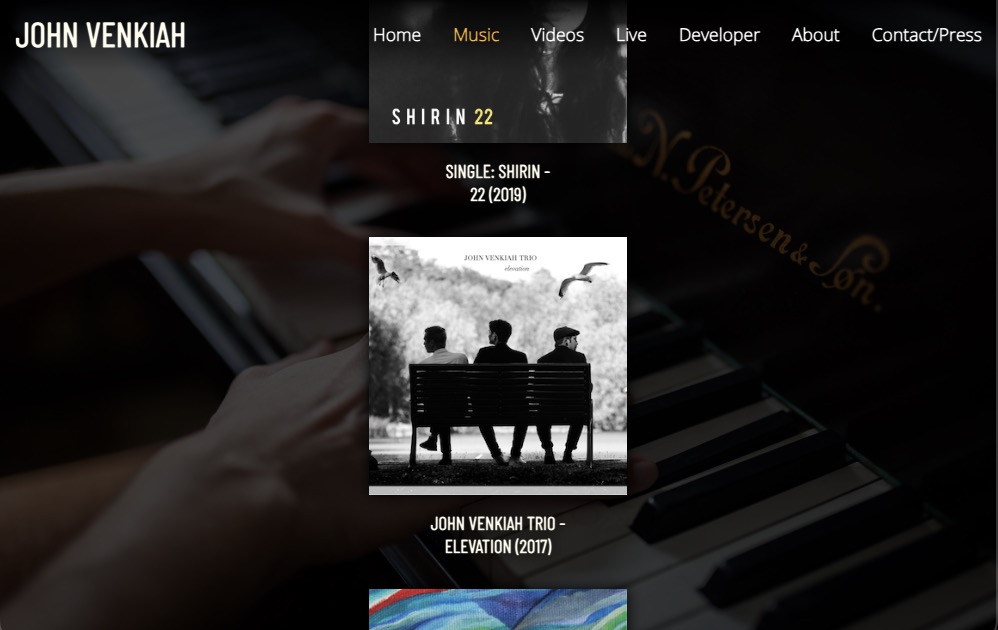 JOHN VENKIAH
Home Music Videos Live Developer About Contact/Press
SHIRIN 22
SINGLE: SHIRIN -
22 (2019)
N. Petersen & Søn.
JOHN VENKIAH TRIO
elevation
JOHN VENKIAH TRIO -
ELEVATION (2017)